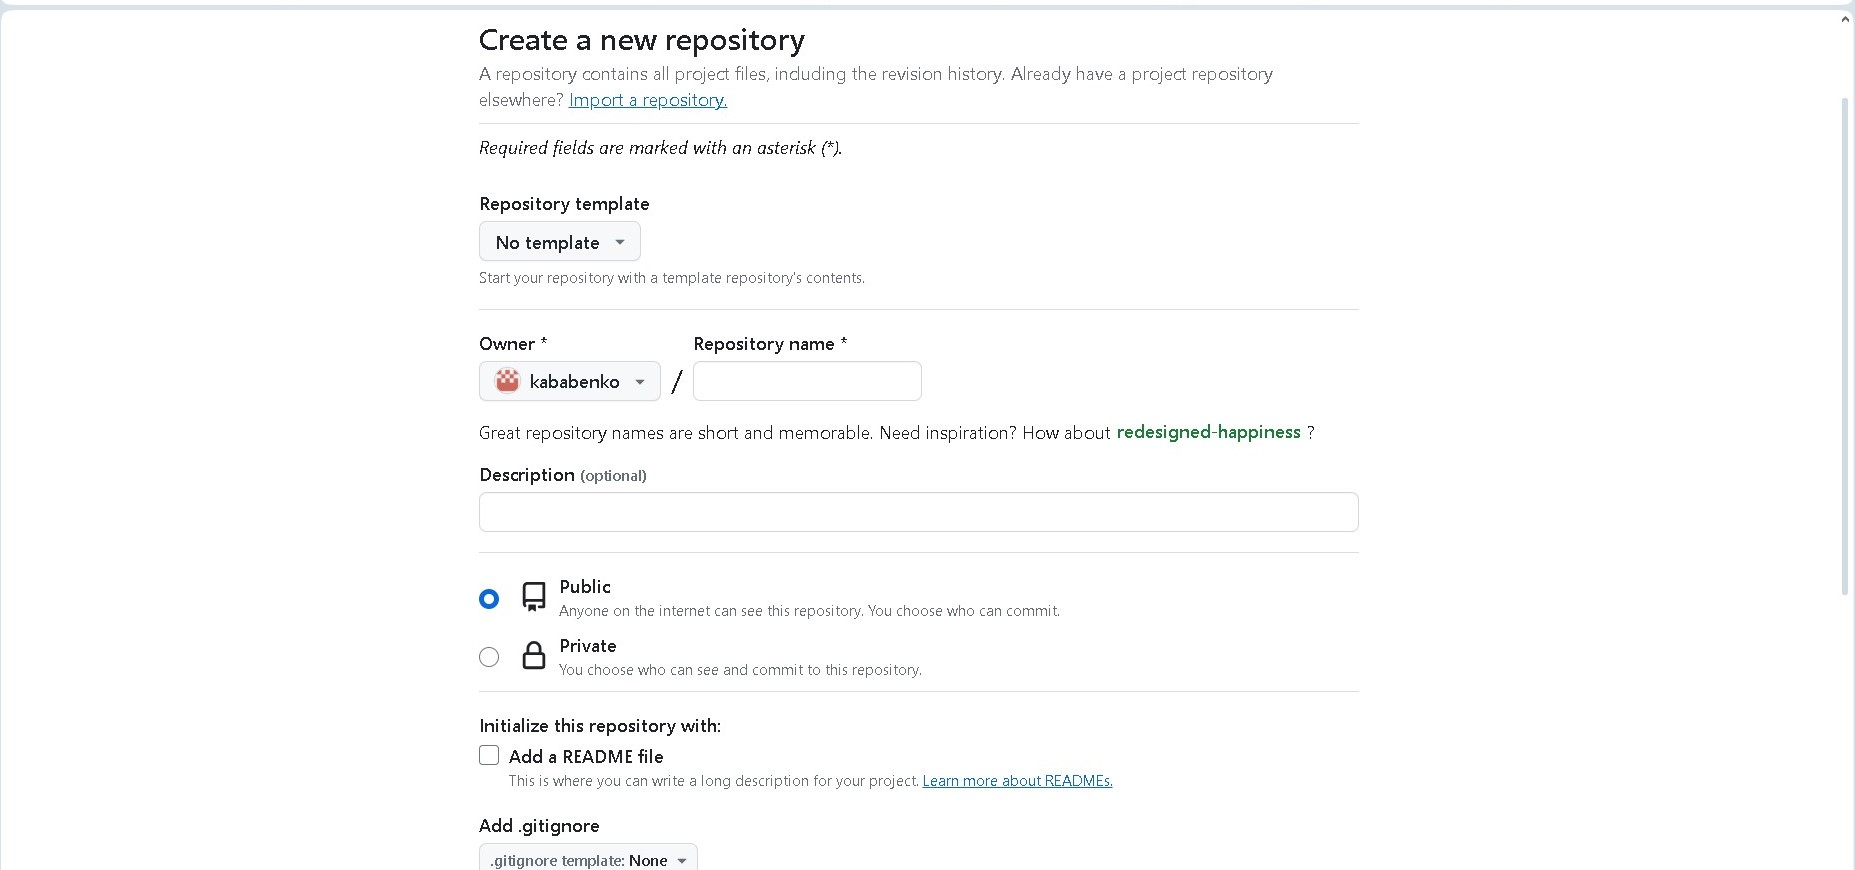 Create a new repository
A repository contains all project files, including the revision history. Already have a project repository
elsewhere? Import a repository.
Required fields are marked with an asterisk (*).
Repository template
No template
Start your repository with a template repository's contents.
Owner *
Repository name *
kababenko
/
Great repository names are short and memorable. Need inspiration? How about redesigned-happiness ?
Description (optional)
Public
Anyone on the internet can see this repository. You choose who can commit.
Private
You choose who can see and commit to this repository.
Initialize this repository with:
Add a README file
This is where you can write a long description for your project. Learn more about READMEs.
Add .gitignore
.gitignore template: None